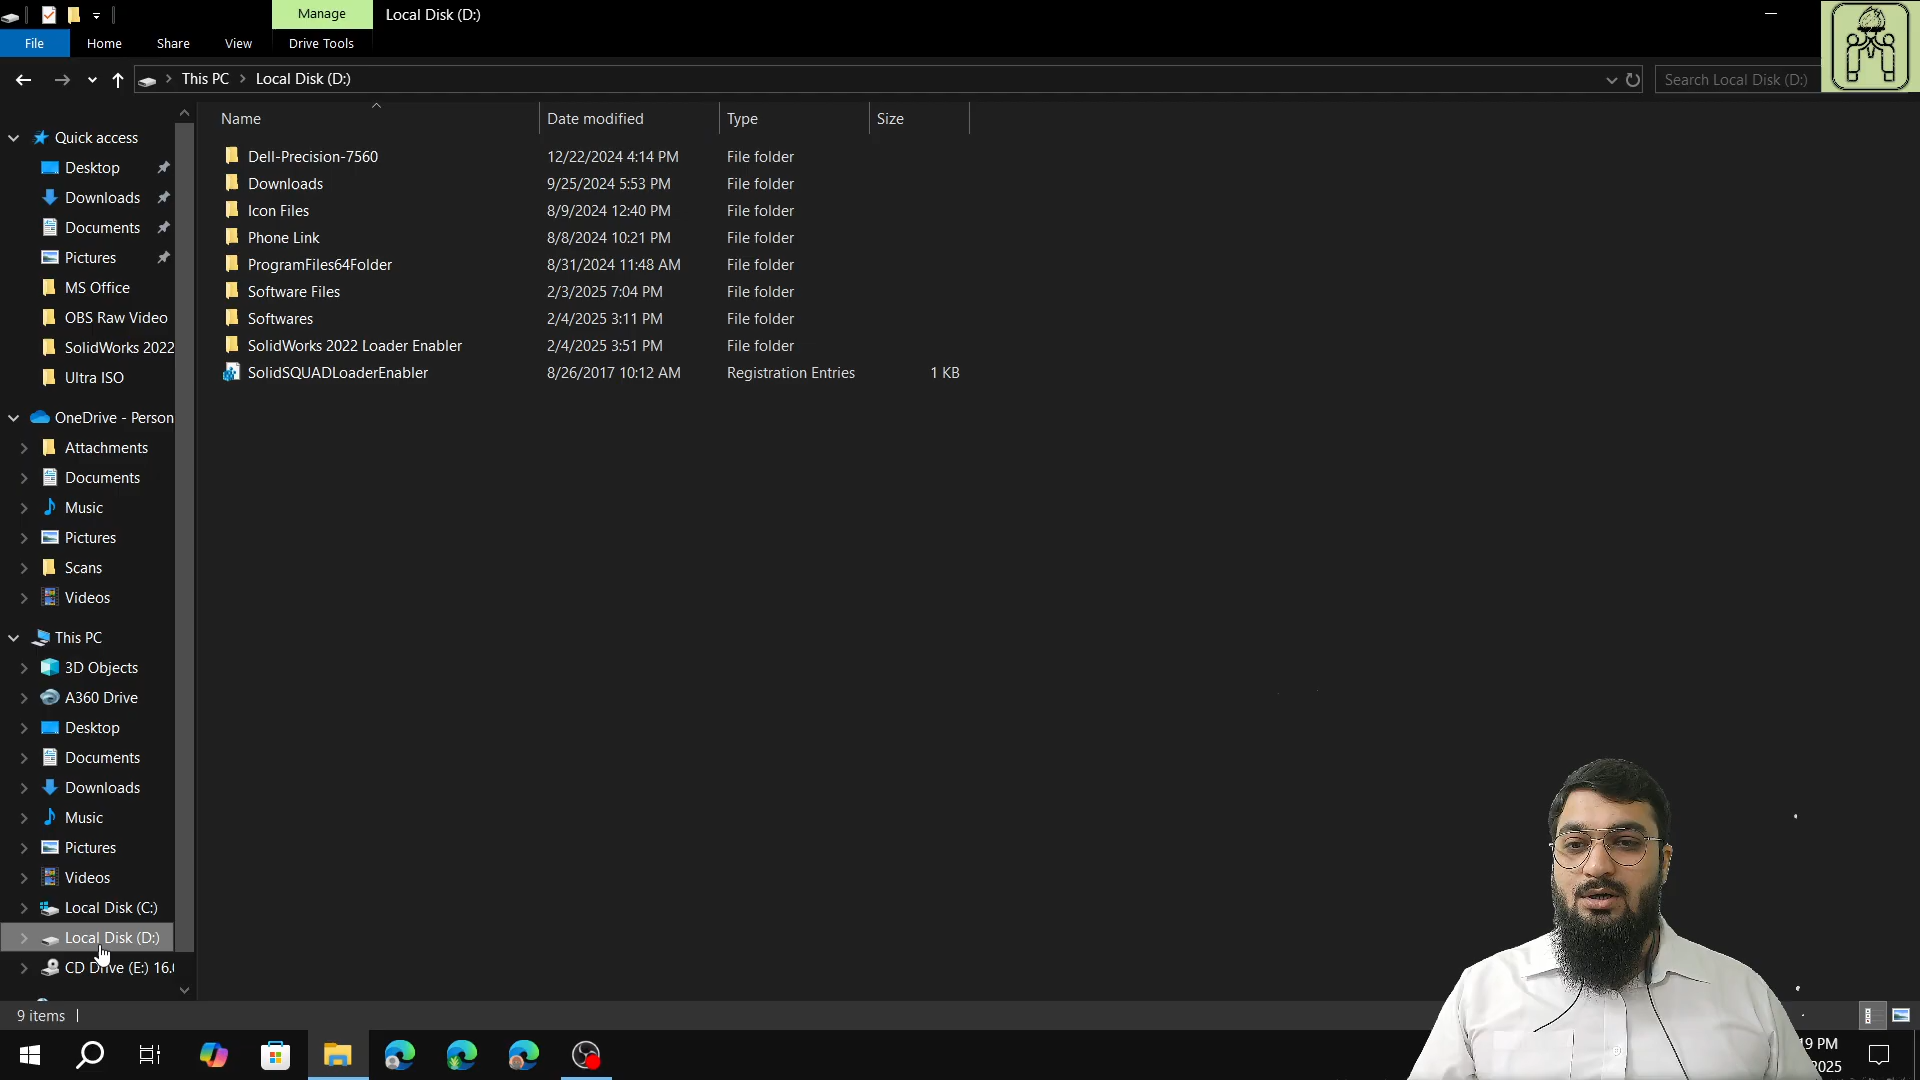 Manage
Local Disk (D:)
File
Home
Share
View
Drive Tools
This PC
Local Disk (D:)
Search Local Disk (D:)
Name
Date modified
Type
Size
Dell-Precision-7560 12/22/2024 4:14 PM File folder
Downloads 9/25/2024 5:53 PM File folder
Icon Files 8/9/2024 12:40 PM File folder
Phone Link 8/8/2024 10:21 PM File folder
ProgramFiles64Folder 8/31/2024 11:48 AM File folder
Software Files 2/3/2025 7:04 PM File folder
Softwares 2/4/2025 3:11 PM File folder
SolidWorks 2022 Loader Enabler 2/4/2025 3:51 PM File folder
SolidSQUADLoaderEnabler 8/26/2017 10:12 AM Registration Entries 1 KB
Quick access
Desktop
Downloads
Documents
Pictures
MS Office
OBS Raw Video
SolidWorks 2022
Ultra ISO
OneDrive - Person
Attachments
Documents
Music
Pictures
Scans
Videos
This PC
3D Objects
A360 Drive
Desktop
Documents
Downloads
Music
Pictures
Videos
Local Disk (C:)
Local Disk (D:)
CD Drive (E:) 16.
9 items
19 PM
2025